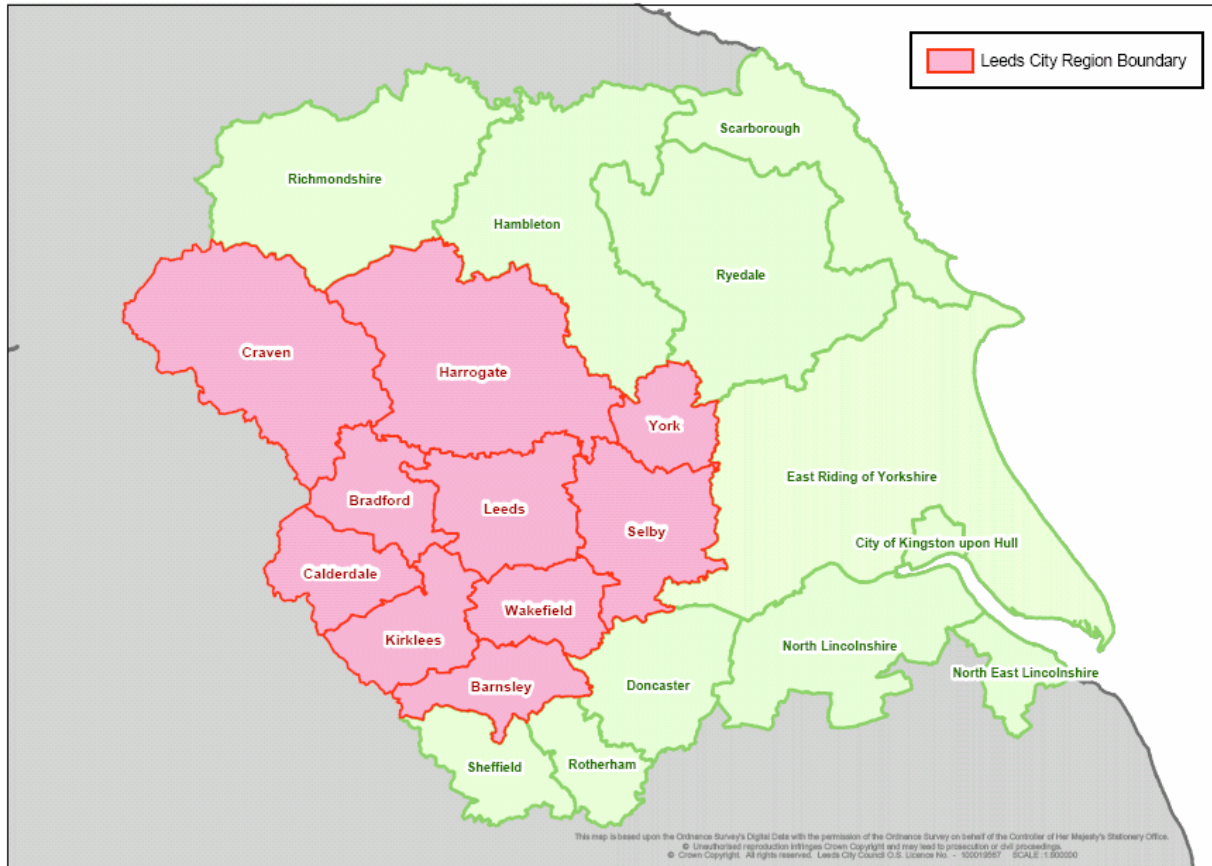 Leeds City Region Boundary
Scarborough
Richmondshire
Hambleton
Ryedale
Craven
Harrogate
York
East Riding of Yorkshire
Bradford
Leeds
Selby
City of Kingston upon Hull
Calderdale
Wakefield
Kirklees
North Lincolnshire
Barnsley
Doncaster
North East Lincolnshire
Sheffield
Rotherham
This map is based upon the Ordnance Survey's Digital Data with the permission of the Ordnance Survey on behalf of the Controller of Her Majesty's Stationery Office.
© Unauthorised reproduction infringes Crown Copyright and may lead to prosecution or civil proceedings.
© Crown Copyright. All rights reserved. Leeds City Council O.S. Licence No. - 100019567 SCALE :1:800000